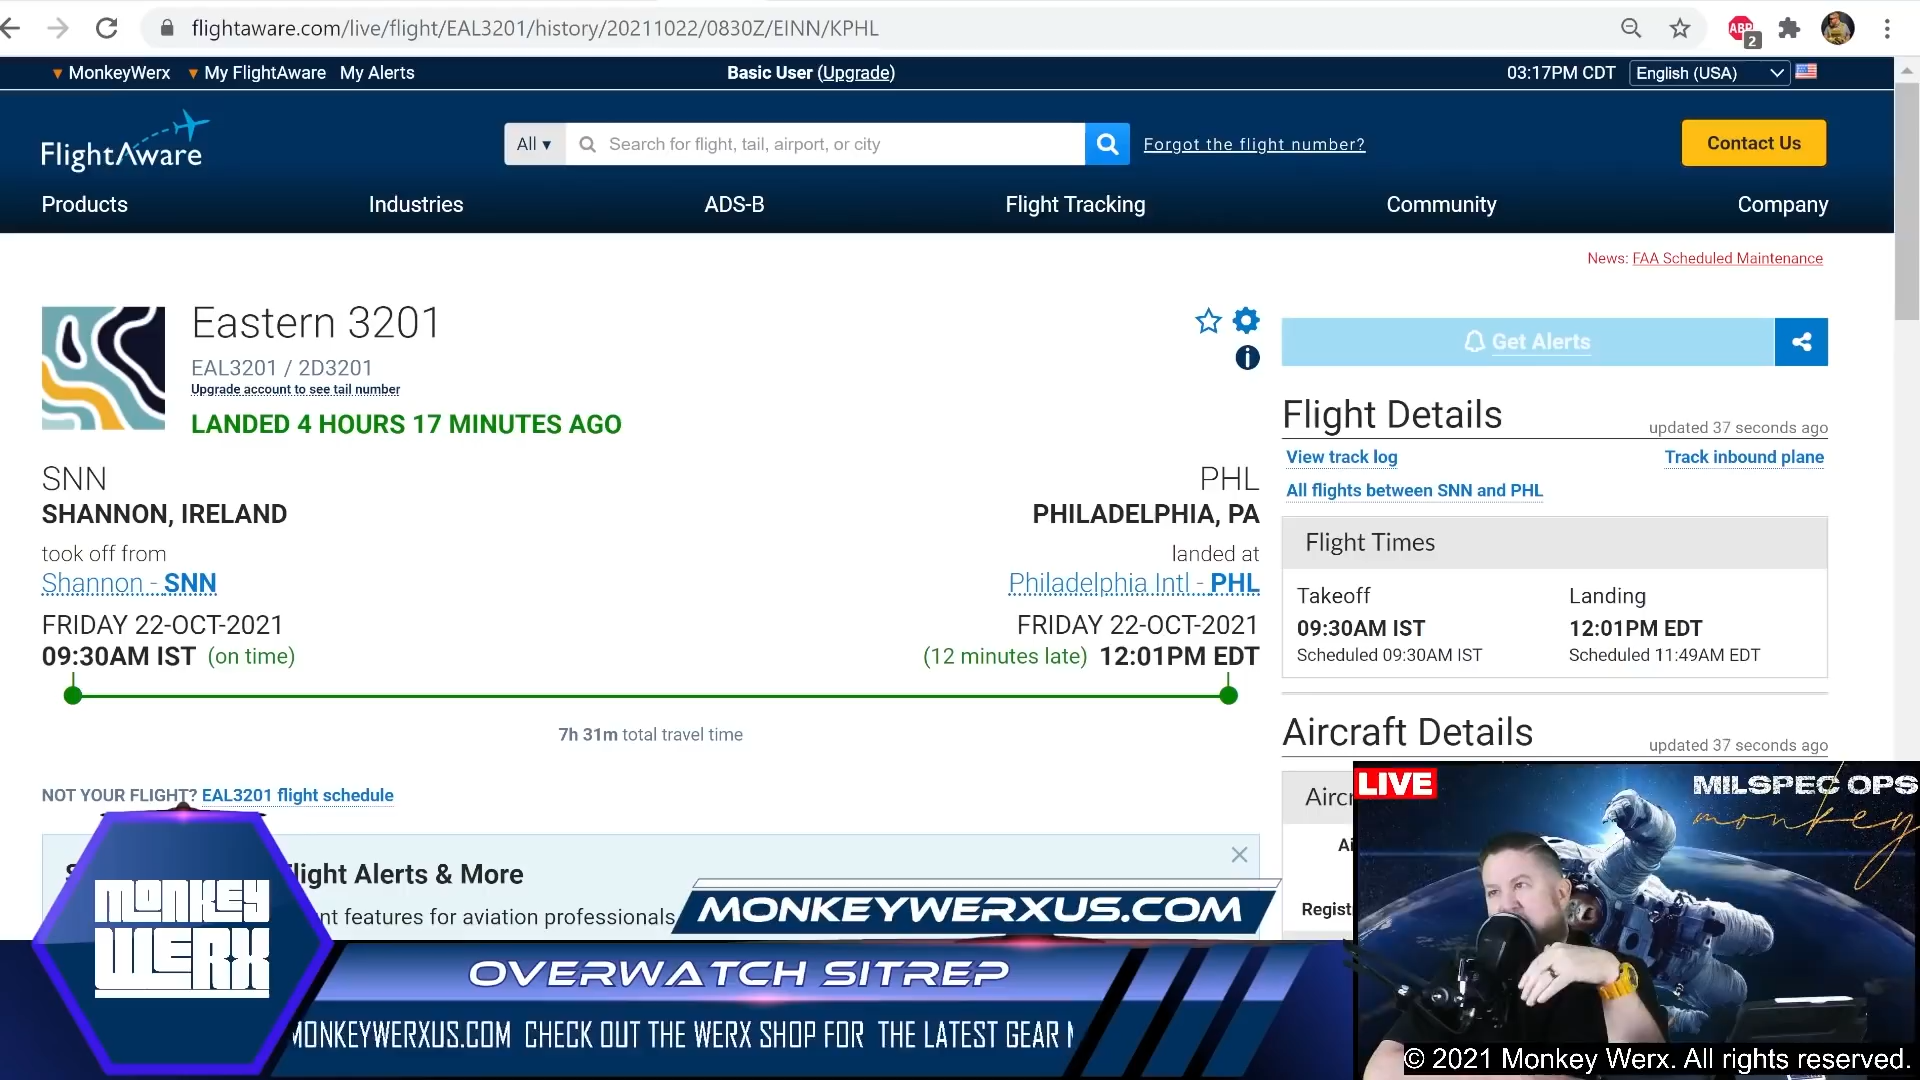 flightaware.com/live/flight/EAL3201/history/20211022/0830Z/EINN/KPHL
ABP
2
▼ MonkeyWerx ▼ My FlightAware My Alerts
Basic User (Upgrade)
03:17PM CDT
English (USA)
FlightAware
All ▾
Search for flight, tail, airport, or city
Forgot the flight number?
Contact Us
Products Industries ADS-B Flight Tracking Community Company
News: FAA Scheduled Maintenance
Eastern 3201
EAL3201 / 2D3201
Upgrade account to see tail number
LANDED 4 HOURS 17 MINUTES AGO
SNN
SHANNON, IRELAND
took off from
Shannon - SNN
FRIDAY 22-OCT-2021
09:30AM IST (on time)
PHL
PHILADELPHIA, PA
landed at
Philadelphia Intl - PHL
FRIDAY 22-OCT-2021
(12 minutes late) 12:01PM EDT
7h 31m total travel time
NOT YOUR FLIGHT? EAL3201 flight schedule
Get Alerts
Flight Details
updated 37 seconds ago
View track log
Track inbound plane
All flights between SNN and PHL
Flight Times
Takeoff
09:30AM IST
Scheduled 09:30AM IST
Landing
12:01PM EDT
Scheduled 11:49AM EDT
Aircraft Details
updated 37 seconds ago
Aircr
Ai
Regist
S light Alerts & More
nt features for aviation professionals
MONKEY
WERX
MONKEYWERXUS.COM
OVERWATCH SITREP
MONKEYWERXUS.COM CHECK OUT THE WERX SHOP FOR THE LATEST GEAR
LIVE
MILSPEC OPS
monkey
© 2021 Monkey Werx. All rights reserved.